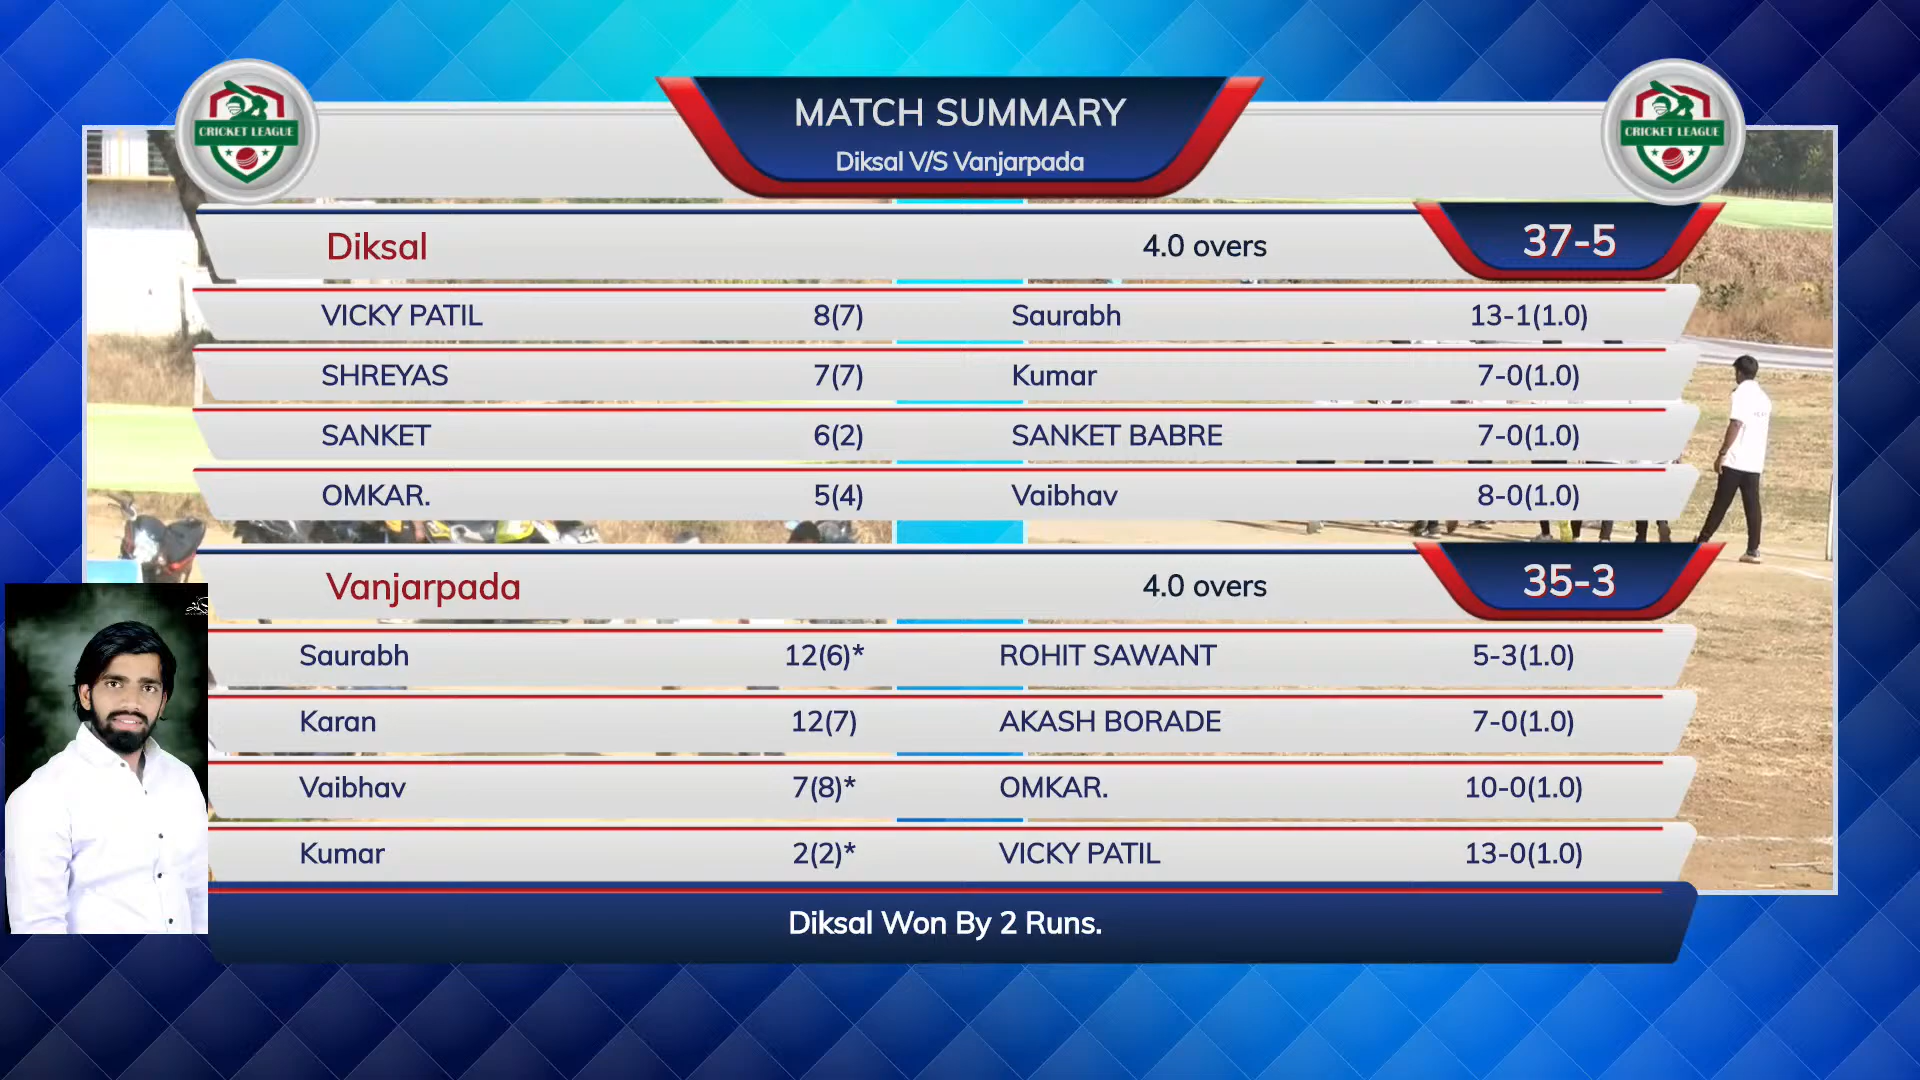 MATCH SUMMARY
Diksal V/S Vanjarpada
CRICKET LEAGUE
CRICKET LEAGUE
Diksal 4.0 overs 37-5
VICKY PATIL 8(7) Saurabh 13-1(1.0)
SHREYAS 7(7) Kumar 7-0(1.0)
SANKET 6(2) SANKET BABRE 7-0(1.0)
OMKAR. 5(4) Vaibhav 8-0(1.0)
Vanjarpada 4.0 overs 35-3
Saurabh 12(6)* ROHIT SAWANT 5-3(1.0)
Karan 12(7) AKASH BORADE 7-0(1.0)
Vaibhav 7(8)* OMKAR. 10-0(1.0)
Kumar 2(2)* VICKY PATIL 13-0(1.0)
Diksal Won By 2 Runs.